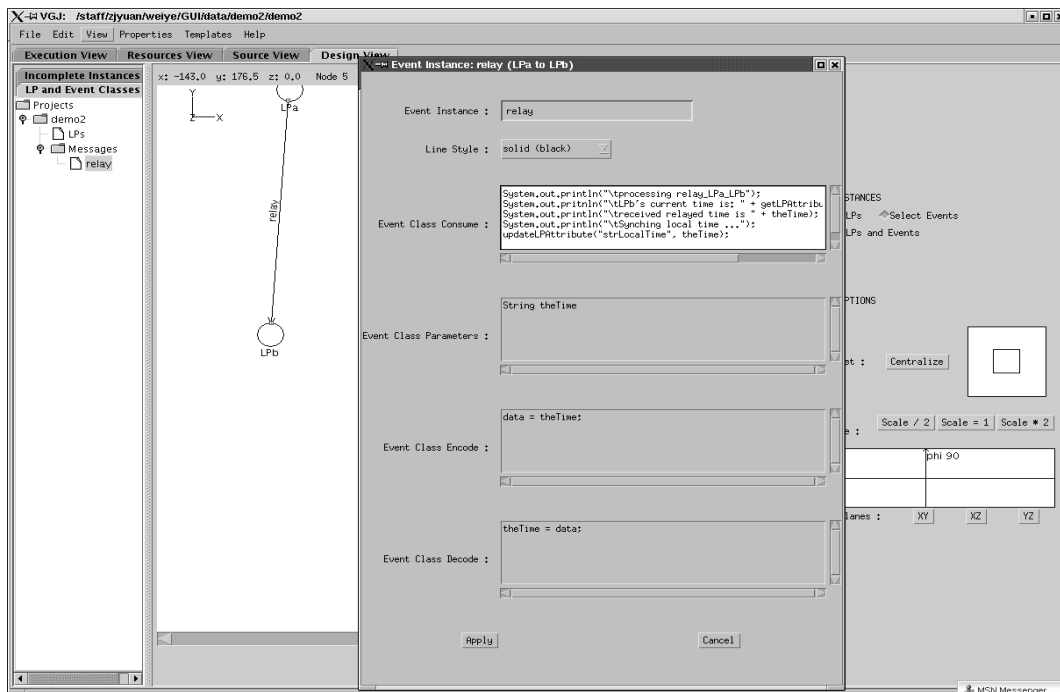 VGJ: /staff/zjyuan/weiye/GUI/data/demo2/demo2
File Edit View Properties Templates Help
Execution View Resources View Source View Design View
Incomplete Instances
LP and Event Classes
Projects
demo2
LPs
Messages
relay
x: -143.0 y: 176.5 z: 0.0 Node 5
Y
Z X
LPa
relay
LPb
Event Instance: relay (LPa to LPb)
Event Instance : relay
Line Style : solid (black)
Event Class Consume :
System.out.println("\tprocessing relay_LPa_LPb");
System.out.pritnln("\tLPb's current time is: " + getLPAttribu
System.out.println("\treceived relayed time is " + theTime);
System.out.println("\tSynching local time ...");
updateLPAttribute("strLocalTime", theTime);
Event Class Parameters :
String theTime
Event Class Encode :
data = theTime;
Event Class Decode :
theTime = data;
Apply Cancel
STANCES
LPs Select Events
LPs and Events
PTIONS
et : Centralize
e : Scale / 2 Scale = 1 Scale * 2
phi 90
lanes : XY XZ YZ
MSN Messenger